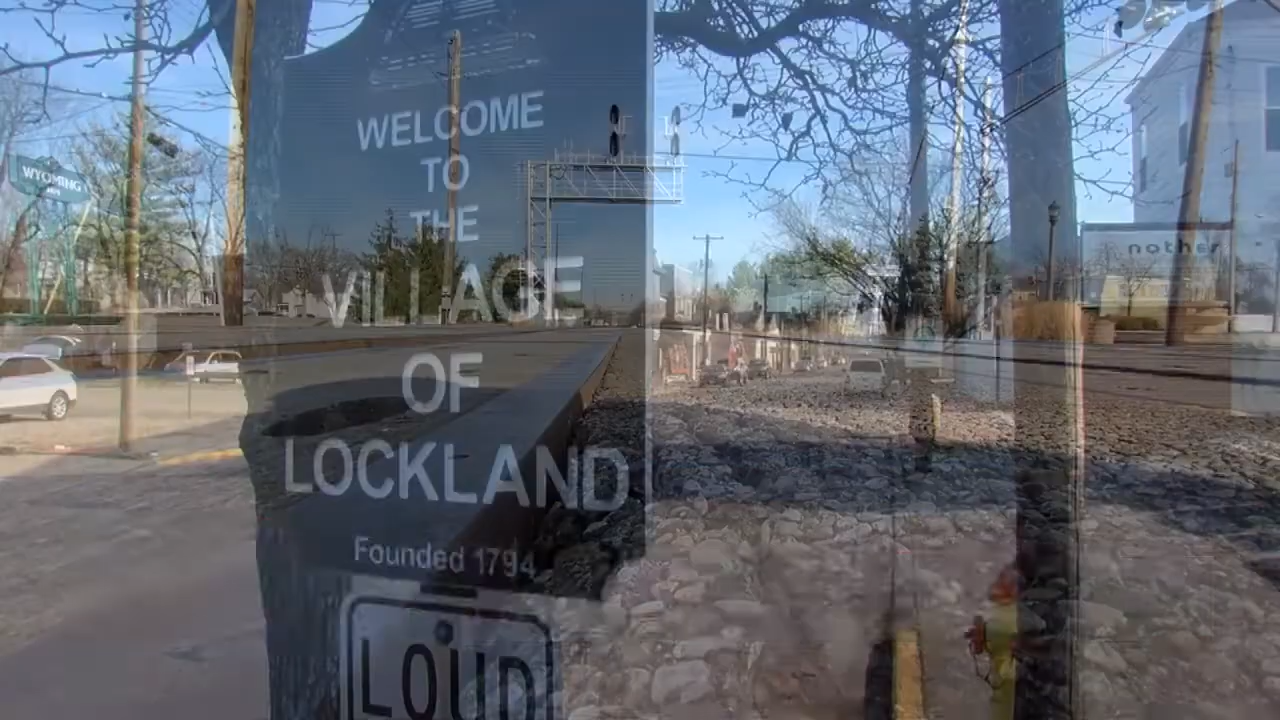 WELCOME
TO
THE
VILLAGE
OF
LOCKLAND
Founded 1794
LOUD
WYOMING
nother